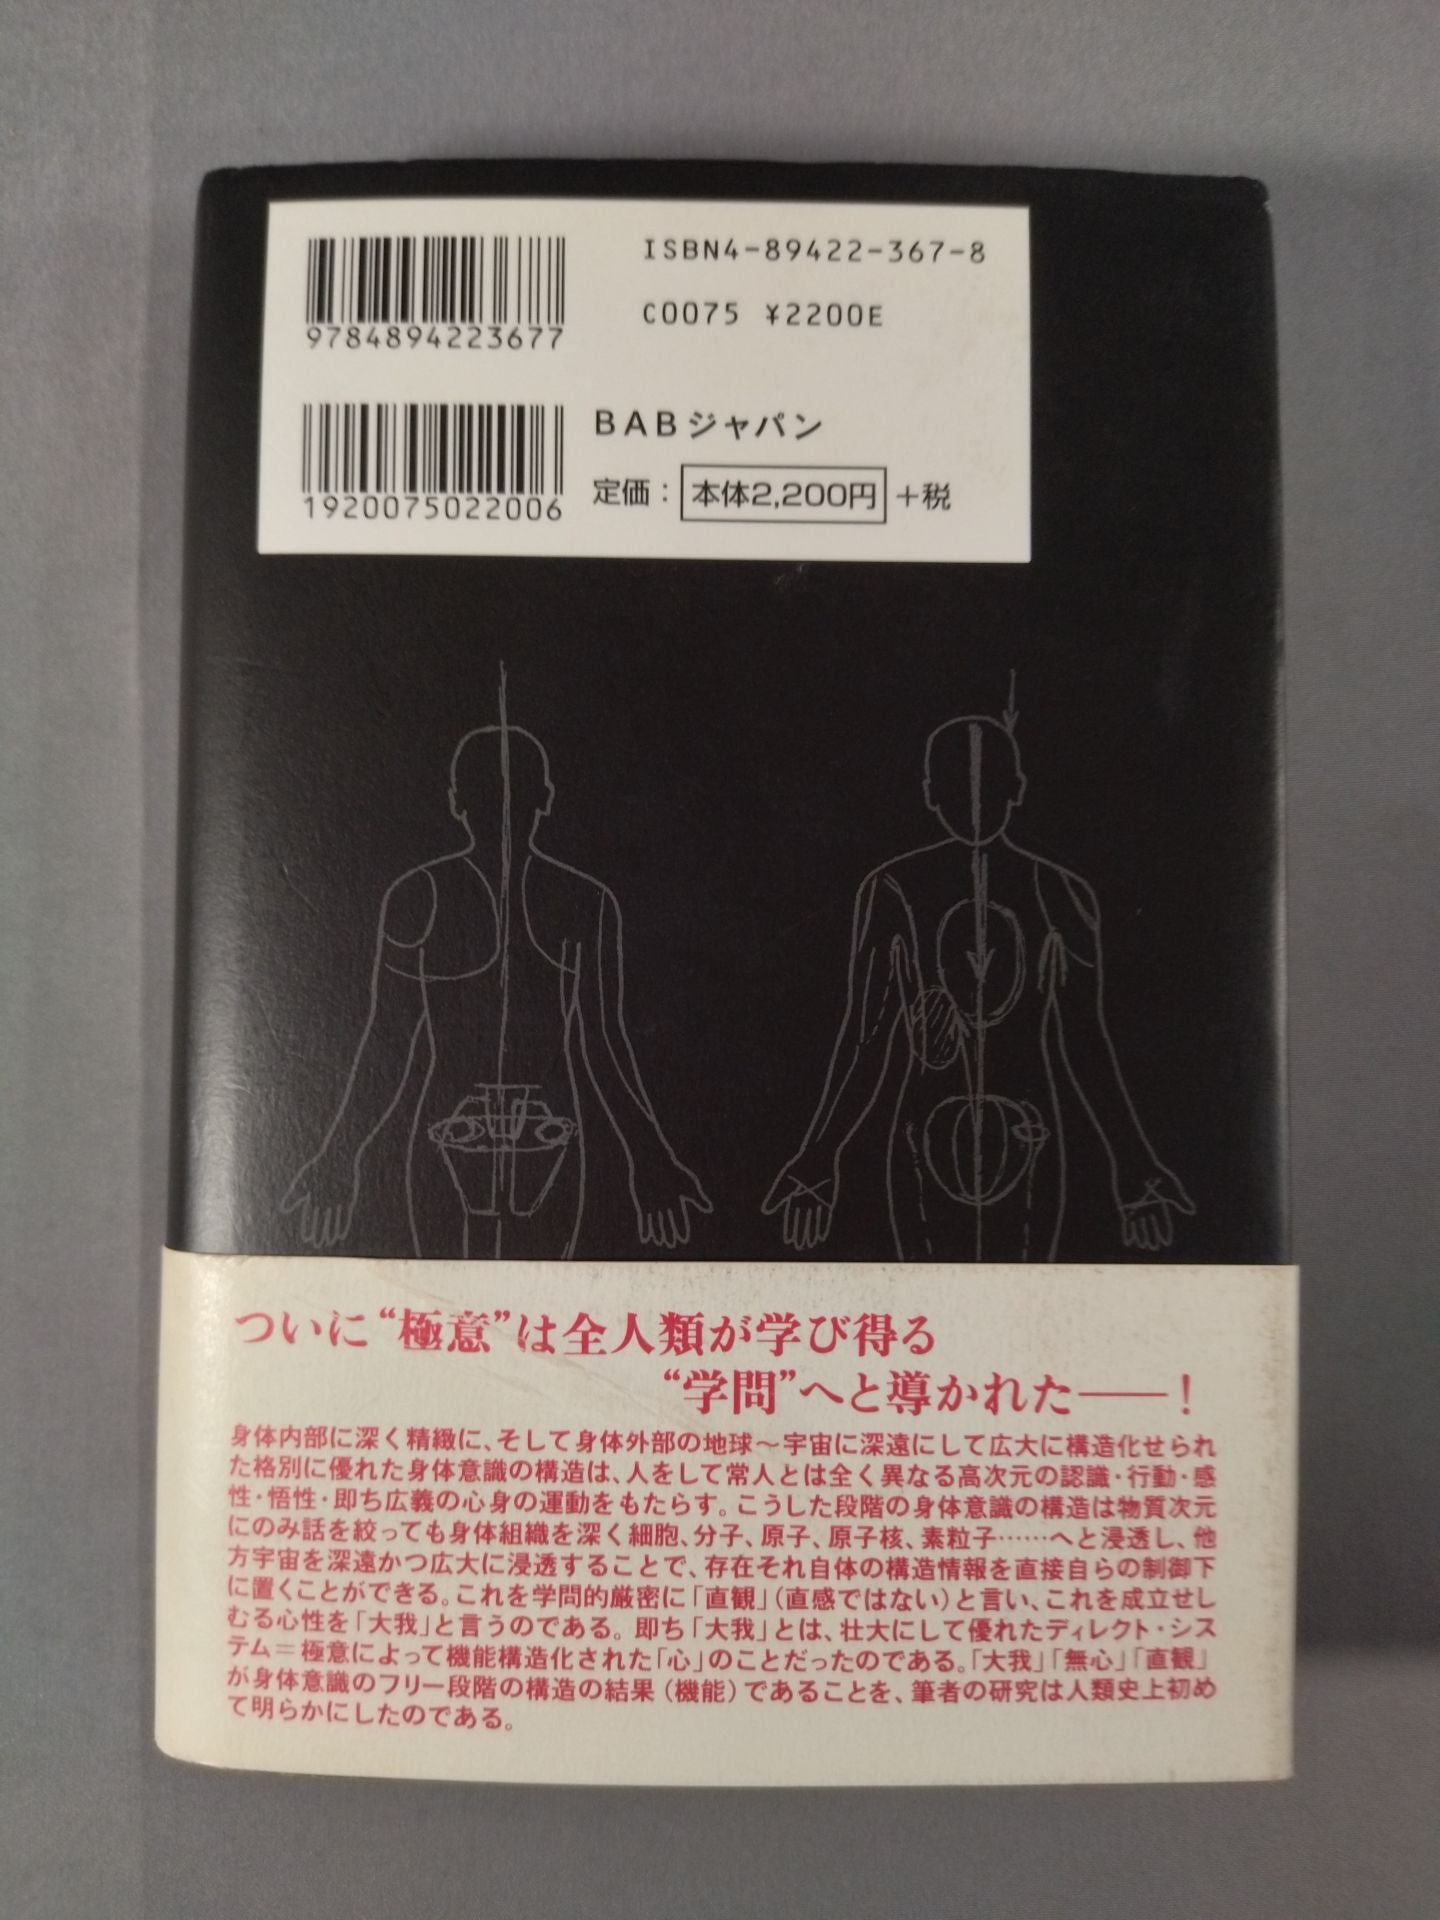 ISBN4-89422-367-8
C0075 ¥2200E
9784894223677
BABジャパン
定価：本体2,200円＋税
1920075022006
ついに“極意”は全人類が学び得る
“学問”へと導かれた――！
身体内部に深く精緻に、そして身体外部の地球～宇宙に深遠にして広大に構造化せられ
た格別に優れた身体意識の構造は、人をして常人とは全く異なる高次元の認識・行動・感
性・悟性・即ち広義の心身の運動をもたらす。こうした段階の身体意識の構造は物質次元
にのみ話を絞っても身体組織を深く細胞、分子、原子、原子核、素粒子……へと浸透し、他
方宇宙を深遠かつ広大に浸透することで、存在それ自体の構造情報を直接自らの制御下
に置くことができる。これを学問的厳密に「直観」（直感ではない）と言い、これを成立せし
むる心性を「大我」と言うのである。即ち「大我」とは、壮大にして優れたディレクト・シス
テム＝極意によって機能構造化された「心」のことだったのである。「大我」「無心」「直観」
が身体意識のフリー段階の構造の結果（機能）であることを、筆者の研究は人類史上初め
て明らかにしたのである。